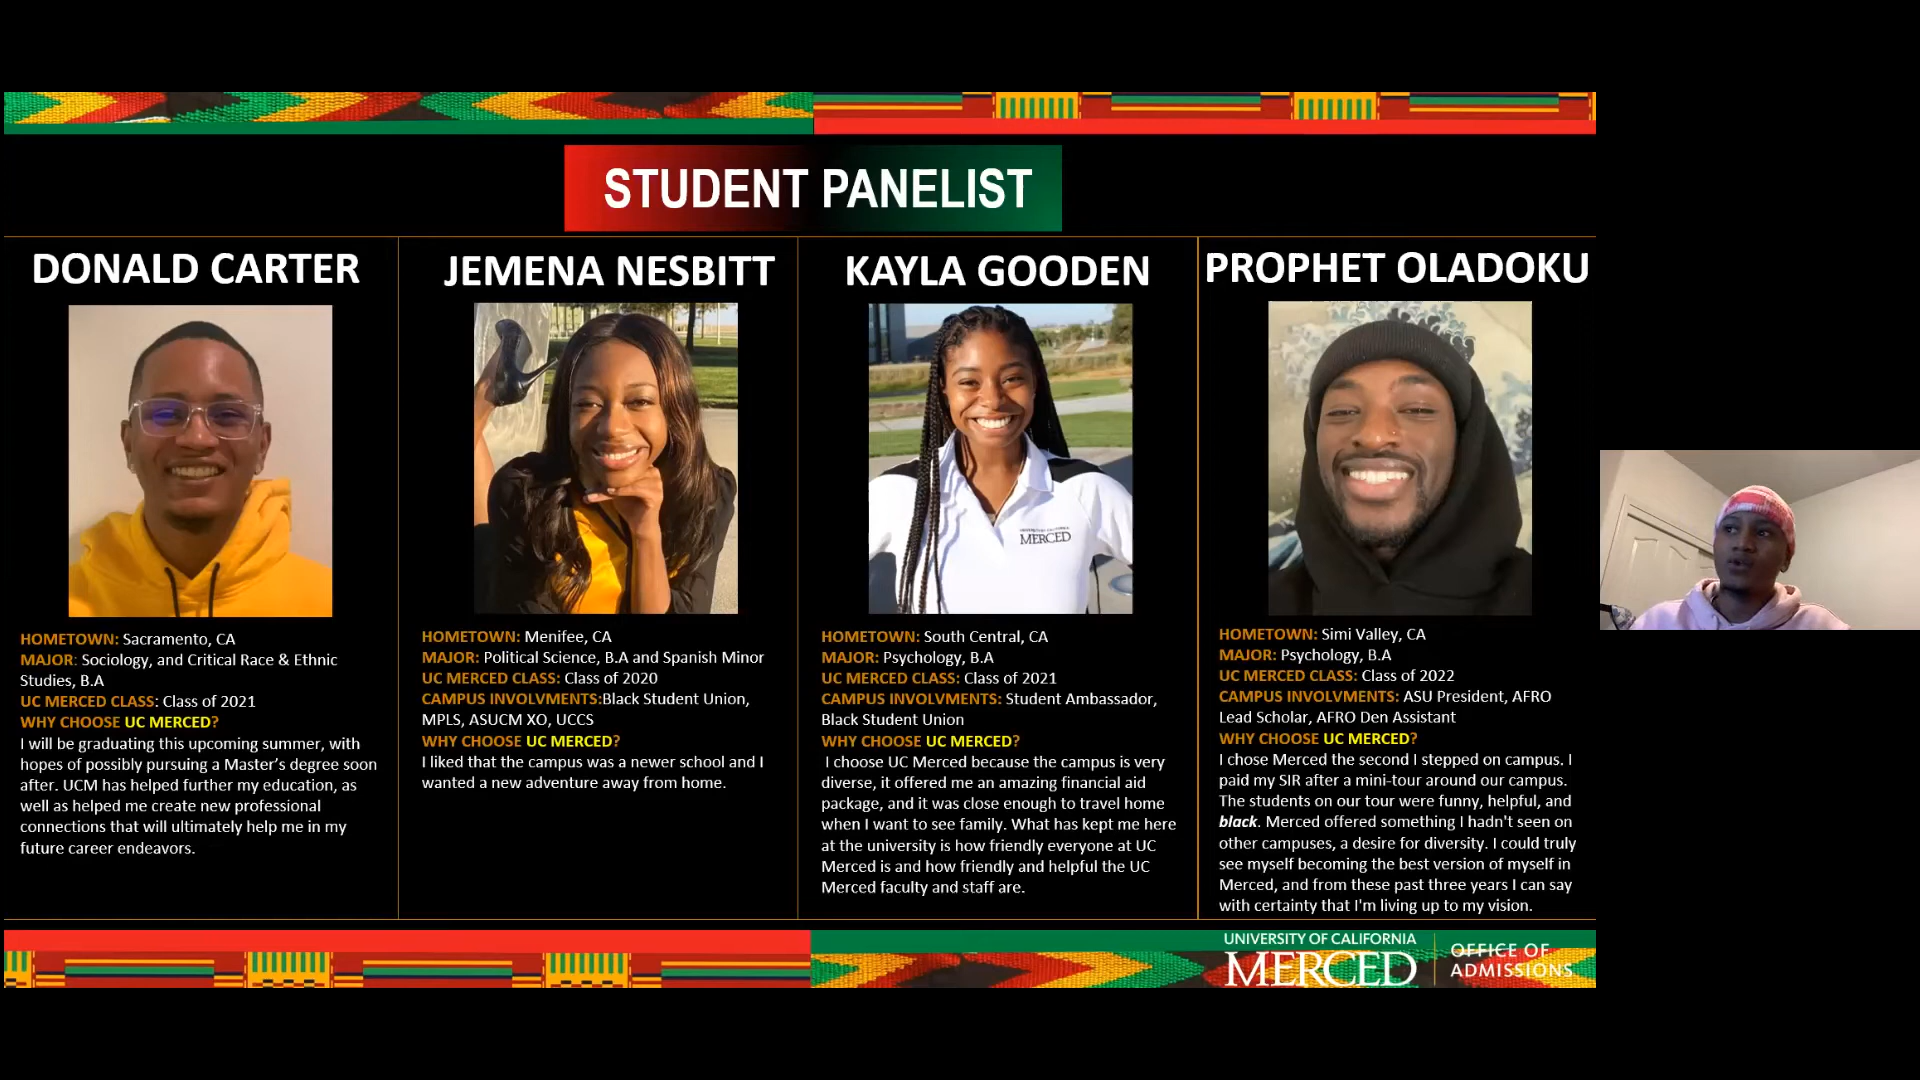 STUDENT PANELIST
DONALD CARTER
HOMETOWN: Sacramento, CA
MAJOR: Sociology, and Critical Race & Ethnic
Studies, B.A
UC MERCED CLASS: Class of 2021
WHY CHOOSE UC MERCED?
I will be graduating this upcoming summer, with
hopes of possibly pursuing a Master's degree soon
after. UCM has helped further my education, as
well as helped me create new professional
connections that will ultimately help me in my
future career endeavors.
JEMENA NESBITT
HOMETOWN: Menifee, CA
MAJOR: Political Science, B.A and Spanish Minor
UC MERCED CLASS: Class of 2020
CAMPUS INVOLVMENTS:Black Student Union,
MPLS, ASUCM XO, UCCS
WHY CHOOSE UC MERCED?
I liked that the campus was a newer school and I
wanted a new adventure away from home.
KAYLA GOODEN
UNIVERSITY OF CALIFORNIA
MERCED
HOMETOWN: South Central, CA
MAJOR: Psychology, B.A
UC MERCED CLASS: Class of 2021
CAMPUS INVOLVMENTS: Student Ambassador,
Black Student Union
WHY CHOOSE UC MERCED?
I choose UC Merced because the campus is very
diverse, it offered me an amazing financial aid
package, and it was close enough to travel home
when I want to see family. What has kept me here
at the university is how friendly everyone at UC
Merced is and how friendly and helpful the UC
Merced faculty and staff are.
PROPHET OLADOKU
HOMETOWN: Simi Valley, CA
MAJOR: Psychology, B.A
UC MERCED CLASS: Class of 2022
CAMPUS INVOLVMENTS: ASU President, AFRO
Lead Scholar, AFRO Den Assistant
WHY CHOOSE UC MERCED?
I chose Merced the second I stepped on campus. I
paid my SIR after a mini-tour around our campus.
The students on our tour were funny, helpful, and
black. Merced offered something I hadn't seen on
other campuses, a desire for diversity. I could truly
see myself becoming the best version of myself in
Merced, and from these past three years I can say
with certainty that I'm living up to my vision.
UNIVERSITY OF CALIFORNIA
MERCED
OFFICE OF
ADMISSIONS